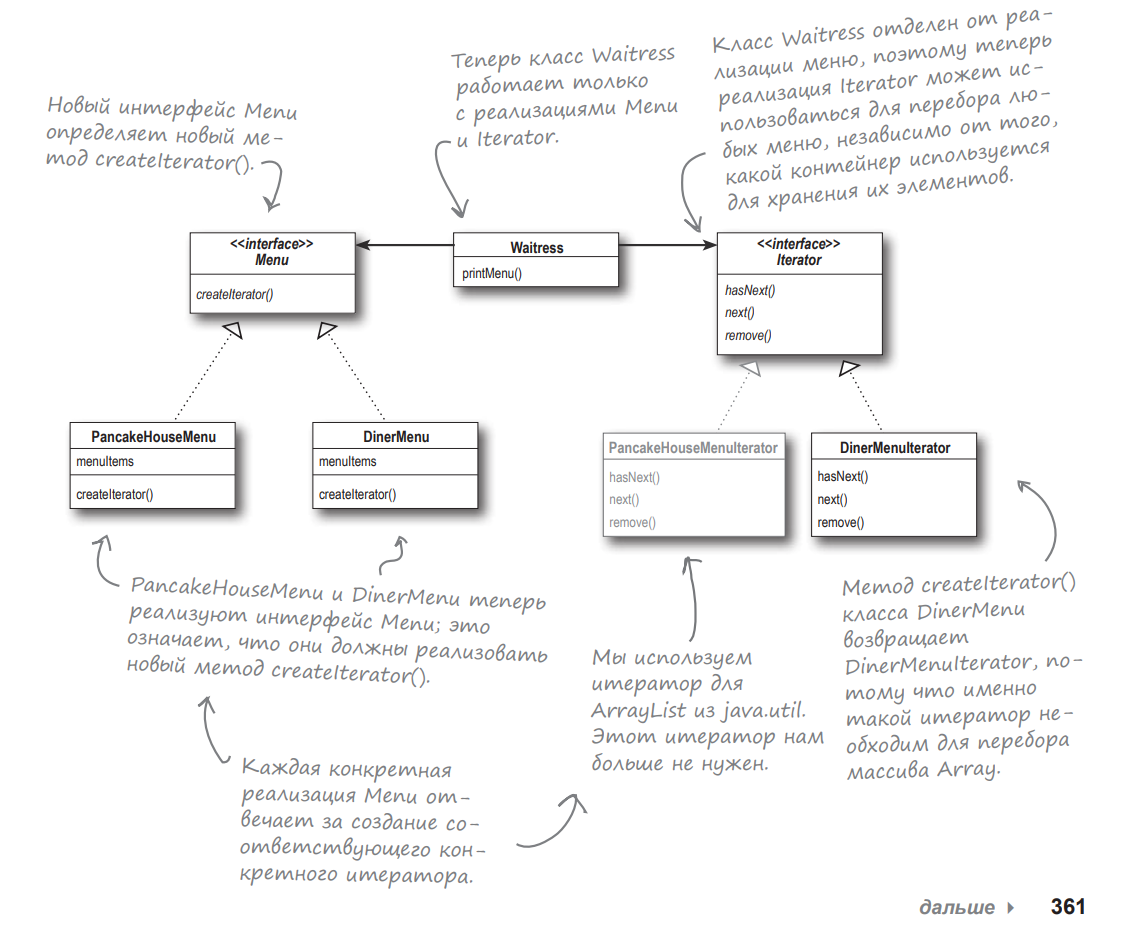 Новый интерфейс Menu
определяет новый ме-
тод createIterator().
Теперь класс Waitress
работает только
с реализациями Menu
и Iterator.
Класс Waitress отделен от реа-
лизации меню, поэтому теперь
реализация Iterator может ис-
пользоваться для перебора лю-
бых меню, независимо от того,
какой контейнер используется
для хранения их элементов.
<<interface>>
Menu
createIterator()
Waitress
printMenu()
<<interface>>
Iterator
hasNext()
next()
remove()
PancakeHouseMenu
menuItems
createIterator()
DinerMenu
menuItems
createIterator()
PancakeHouseMenuIterator
hasNext()
next()
remove()
DinerMenuIterator
hasNext()
next()
remove()
PancakeHouseMenu и DinerMenu теперь
реализуют интерфейс Menu; это
означает, что они должны реализовать
новый метод createIterator().
Мы используем
итератор для
ArrayList из java.util.
Этот итератор нам
больше не нужен.
Метод createIterator()
класса DinerMenu
возвращает
DinerMenuIterator, по-
тому что именно
такой итератор не-
обходим для перебора
массива Array.
Каждая конкретная
реализация Menu от-
вечает за создание со-
ответствующего кон-
кретного итератора.
дальше 361